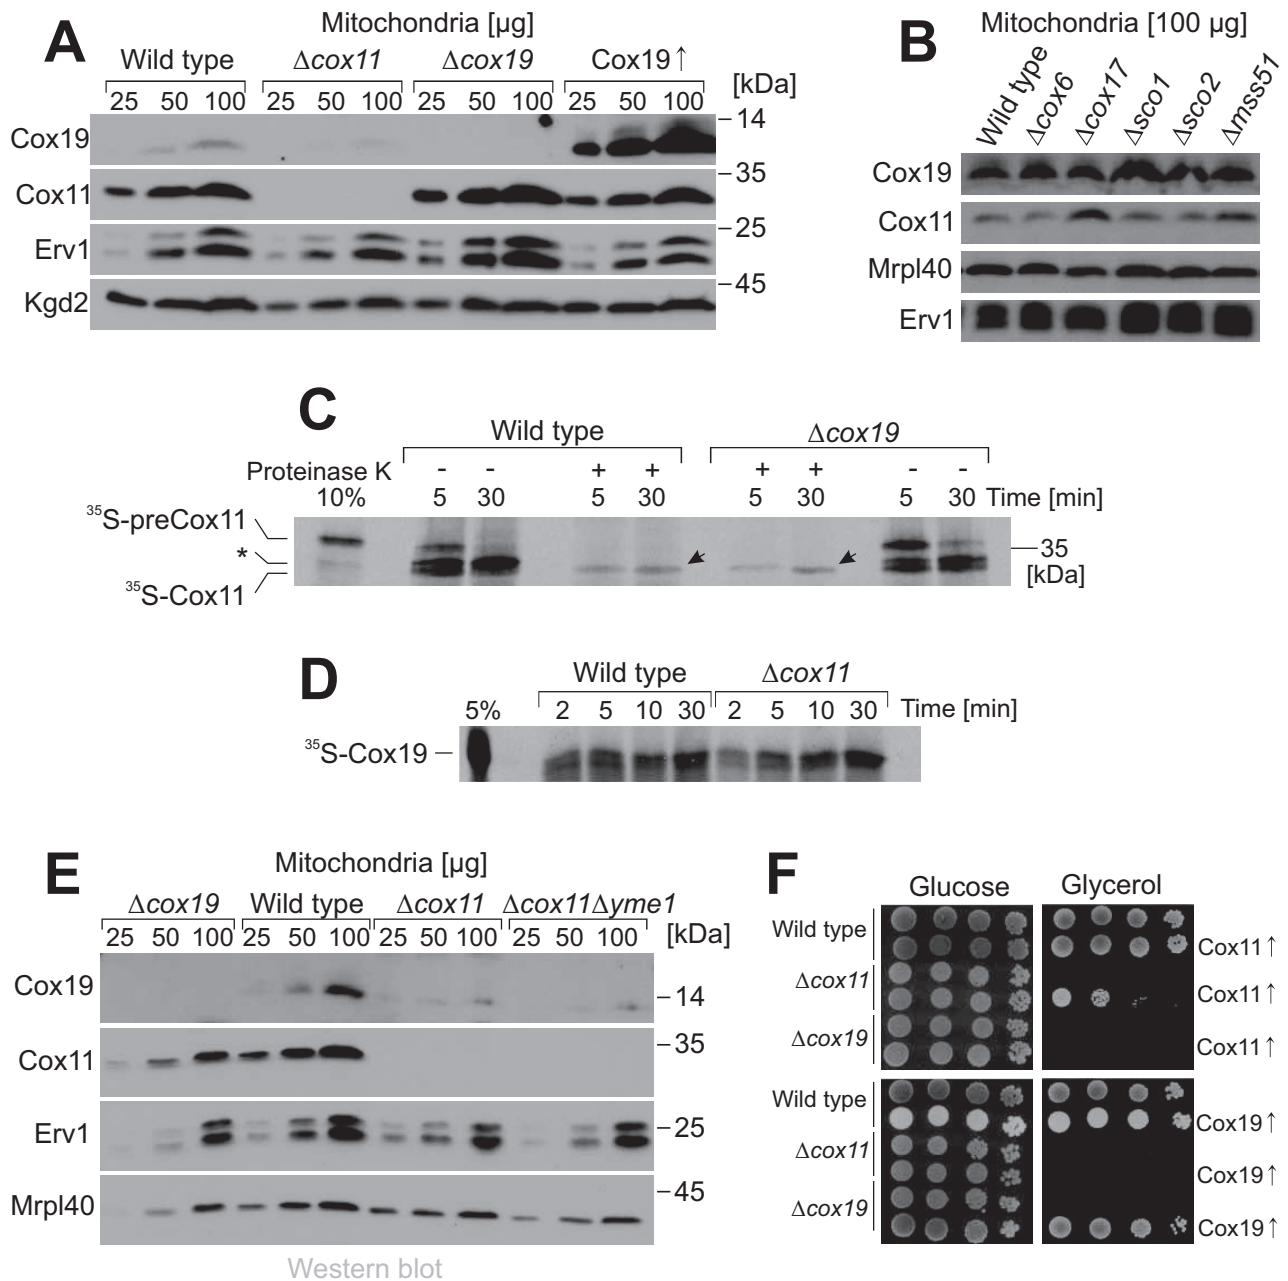 A
Mitochondria [µg]
Wild type Δcox11 Δcox19 Cox19↑
25 50 100 25 50 100 25 50 100 25 50 100 [kDa]
Cox19 14
Cox11 35
Erv1 25
Kgd2 45
B
Mitochondria [100 µg]
Wild type Δcox6 Δcox17 Δsco1 Δsco2 Δmss51
Cox19
Cox11
Mrpl40
Erv1
C
Wild type Δcox19
Proteinase K - - + + + + - -
10% 5 30 5 30 5 30 5 30 Time [min]
³⁵S-preCox11
* 35
[kDa]
³⁵S-Cox11
D
Wild type Δcox11
5% 2 5 10 30 2 5 10 30 Time [min]
³⁵S-Cox19
E
Mitochondria [µg]
Δcox19 Wild type Δcox11 Δcox11Δyme1
25 50 100 25 50 100 25 50 100 25 50 100 [kDa]
Cox19 14
Cox11 35
Erv1 25
Mrpl40 45
Western blot
F
Glucose Glycerol
Wild type
Cox11↑
Δcox11
Cox11↑
Δcox19
Cox11↑
Wild type
Cox19↑
Δcox11
Cox19↑
Δcox19
Cox19↑